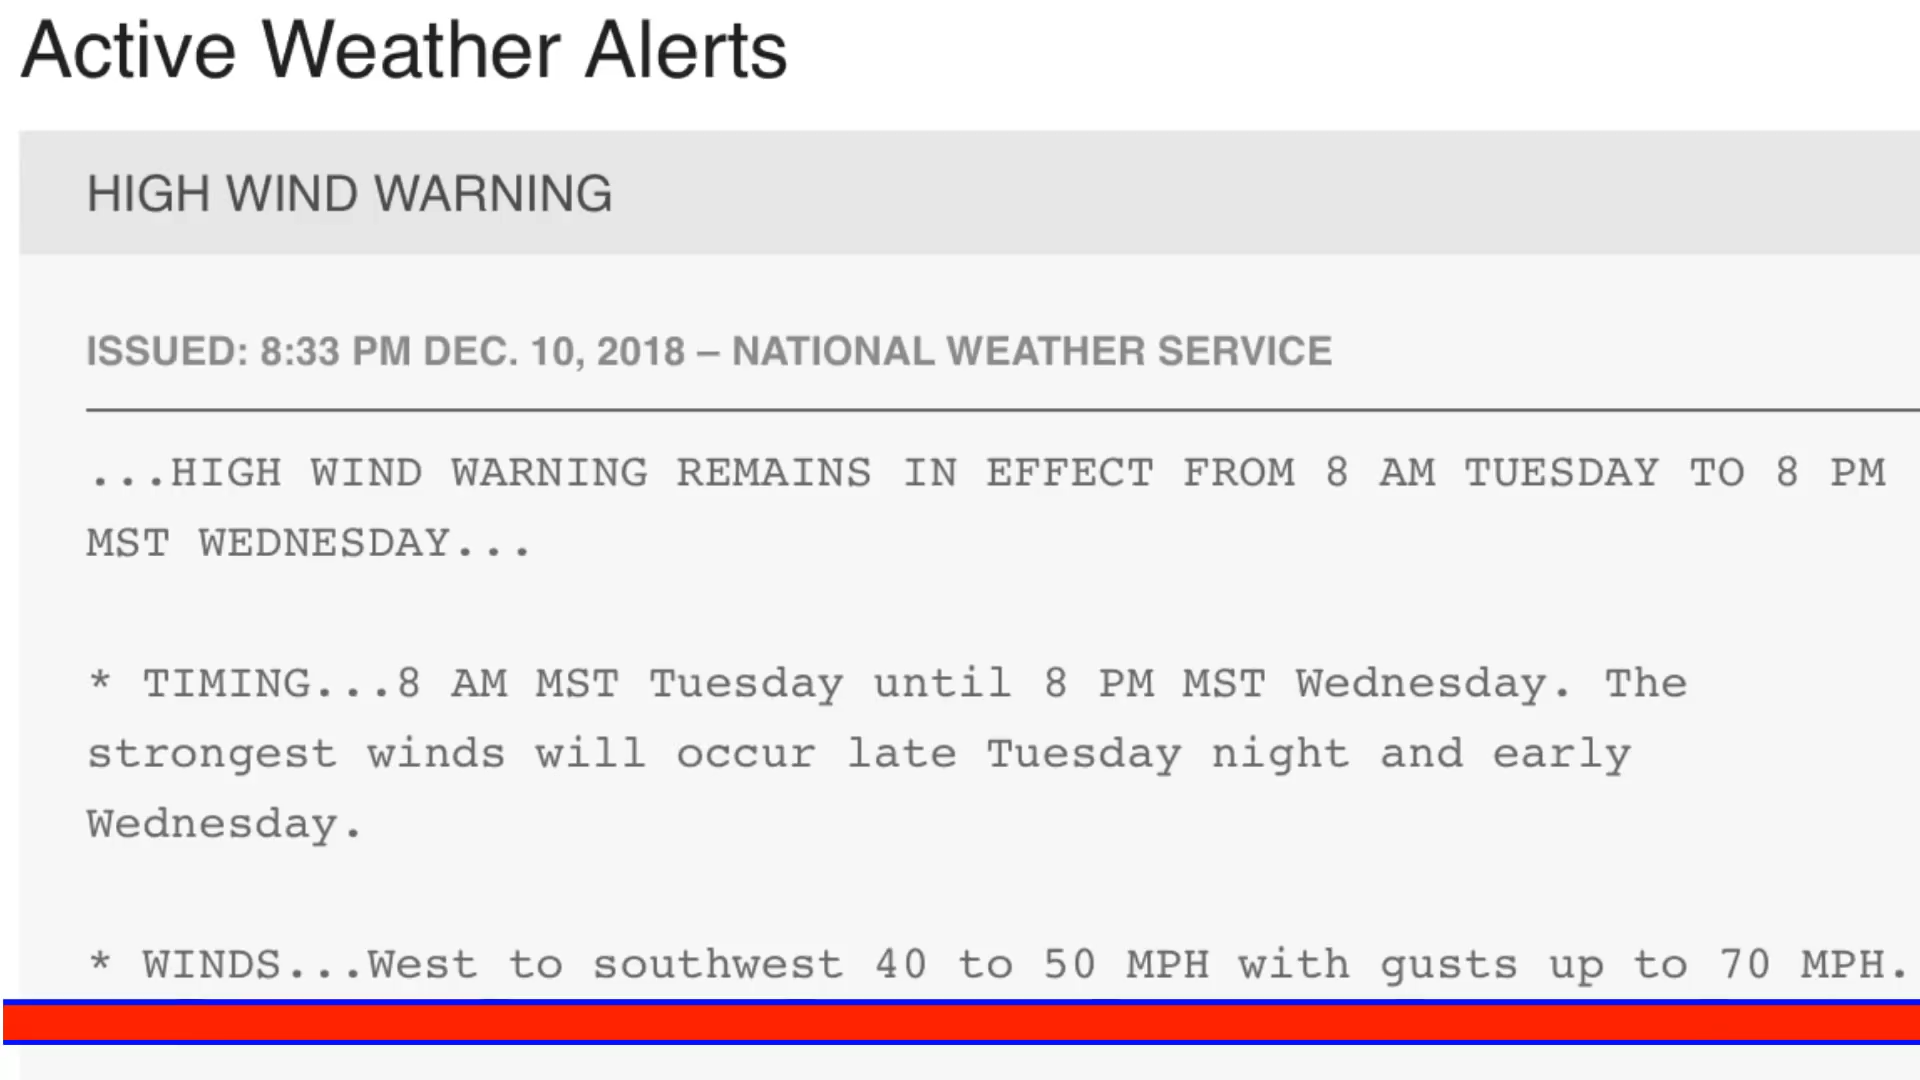 Active Weather Alerts
HIGH WIND WARNING
ISSUED: 8:33 PM DEC. 10, 2018 – NATIONAL WEATHER SERVICE
...HIGH WIND WARNING REMAINS IN EFFECT FROM 8 AM TUESDAY TO 8 PM
MST WEDNESDAY...
* TIMING...8 AM MST Tuesday until 8 PM MST Wednesday. The
strongest winds will occur late Tuesday night and early
Wednesday.
* WINDS...West to southwest 40 to 50 MPH with gusts up to 70 MPH.